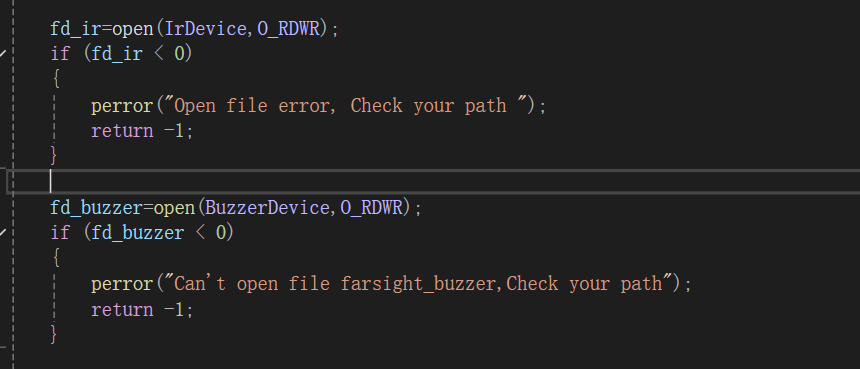 fd_ir=open(IrDevice,O_RDWR);
if (fd_ir < 0)
{
perror("Open file error, Check your path ");
return -1;
}
fd_buzzer=open(BuzzerDevice,O_RDWR);
if (fd_buzzer < 0)
{
perror("Can't open file farsight_buzzer,Check your path");
return -1;
}